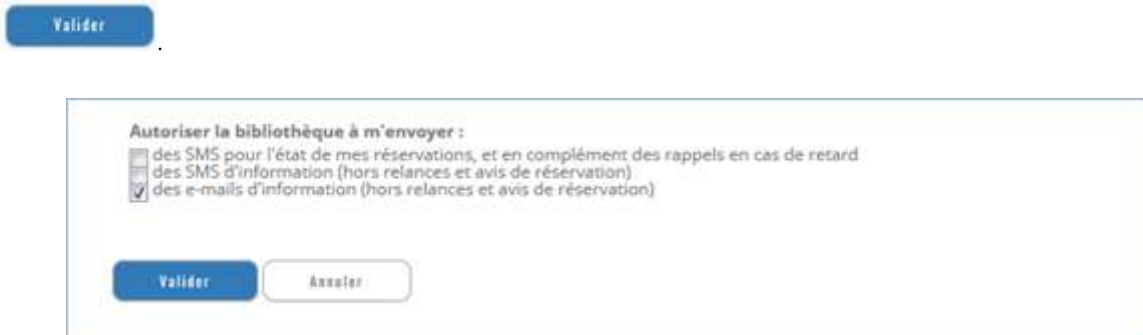 Valider
.
Autoriser la bibliothèque à m'envoyer :
des SMS pour l'état de mes réservations, et en complément des rappels en cas de retard
des SMS d'information (hors relances et avis de réservation)
des e-mails d'information (hors relances et avis de réservation)
Valider Annuler